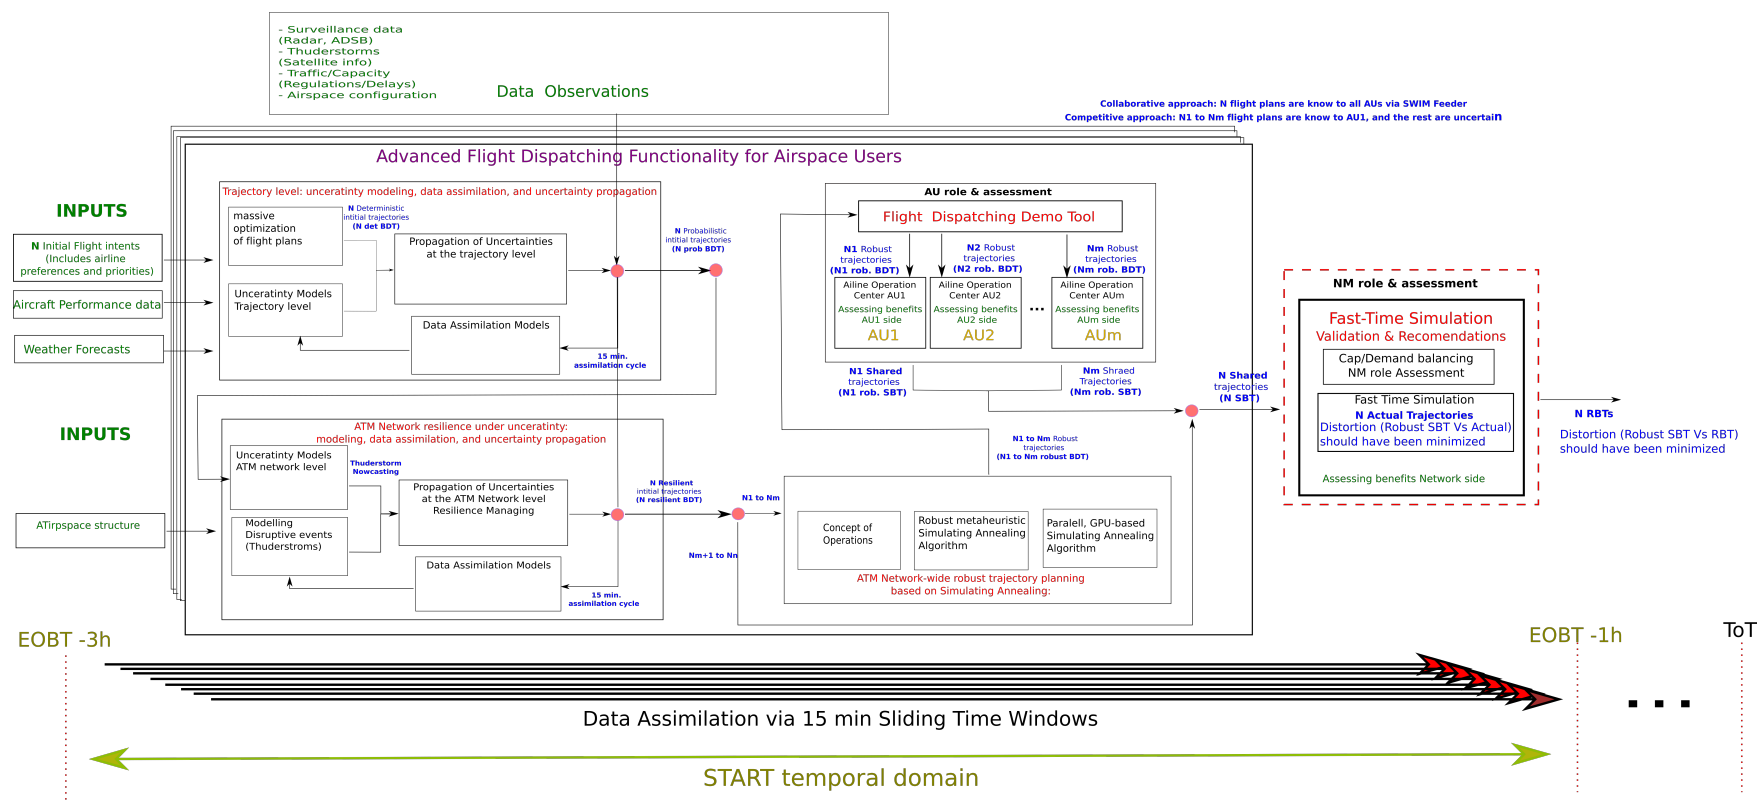 - Surveillance data
(Radar, ADSB)
- Thuderstorms
(Satellite info)
- Traffic/Capacity
(Regulations/Delays)
- Airspace configuration
Data Observations
Collaborative approach: N flight plans are know to all AUs via SWIM Feeder
Competitive approach: N1 to Nm flight plans are know to AU1, and the rest are uncertain
Advanced Flight Dispatching Functionality for Airspace Users
INPUTS
N Initial Flight intents
(Includes airline
preferences and priorities)
Aircraft Performance data
Weather Forecasts
INPUTS
ATirpspace structure
Trajectory level: unceratinty modeling, data assimilation, and uncertainty propagation
massive
optimization
of flight plans
N Deterministic
intitial trajectories
(N det BDT)
Propagation of Uncertainties
at the trajectory level
Unceratinty Models
Trajectory level
Data Assimilation Models
15 min.
assimilation cycle
N Probabilistic
intitial trajectories
(N prob BDT)
ATM Network resilience under unceratinty:
modeling, data assimilation, and uncertainty propagation
Unceratinty Models
ATM network level
Thuderstorm
Nowcasting
Propagation of Uncertainties
at the ATM Network level
Resilience Managing
Modelling
Disruptive events
(Thuderstroms)
Data Assimilation Models
15 min.
assimilation cycle
N Resilient
intitial trajectories
(N resilient BDT)
N1 to Nm
Nm+1 to Nn
AU role & assessment
Flight Dispatching Demo Tool
N1 Robust
trajectories
(N1 rob. BDT)
N2 Robust
trajectories
(N2 rob. BDT)
Nm Robust
trajectories
(Nm rob. BDT)
Ailine Operation
Center AU1
Assessing benefits
AU1 side
AU1
Ailine Operation
Center AU2
Assessing benefits
AU2 side
AU2
...
Ailine Operation
Center AUm
Assessing benefits
AUm side
AUm
N1 Shared
trajectories
(N1 rob. SBT)
Nm Shraed
Trajectories
(Nm rob. SBT)
N Shared
trajectories
(N SBT)
N1 to Nm Robust
trajectories
(N1 to Nm robust BDT)
Concept of
Operations
Robust metaheuristic
Simulating Annealing
Algorithm
Paralell, GPU-based
Simulating Annealing
Algorithm
ATM Network-wide robust trajectory planning
based on Simulating Annealing:
NM role & assessment
Fast-Time Simulation
Validation & Recomendations
Cap/Demand balancing
NM role Assessment
Fast Time Simulation
N Actual Trajectories
Distortion (Robust SBT Vs Actual)
should have been minimized
Assessing benefits Network side
N RBTs
Distortion (Robust SBT Vs RBT)
should have been minimized
EOBT -3h
EOBT -1h
ToT
Data Assimilation via 15 min Sliding Time Windows
...
START temporal domain